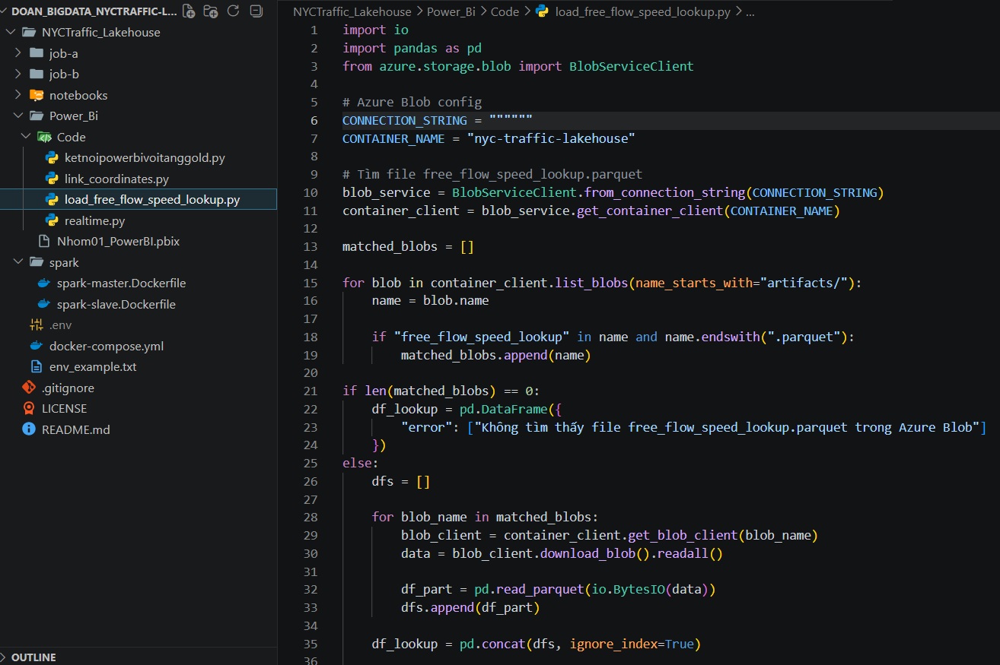 DOAN_BIGDATA_NYCTRAFFIC-L...
NYCTraffic_Lakehouse
job-a
job-b
notebooks
Power_Bi
Code
ketnoipowerbivoitanggold.py
link_coordinates.py
load_free_flow_speed_lookup.py
realtime.py
Nhom01_PowerBI.pbix
spark
spark-master.Dockerfile
spark-slave.Dockerfile
.env
docker-compose.yml
env_example.txt
.gitignore
LICENSE
README.md
OUTLINE
NYCTraffic_Lakehouse > Power_Bi > Code > load_free_flow_speed_lookup.py > ...
1 import io
2 import pandas as pd
3 from azure.storage.blob import BlobServiceClient
4
5 # Azure Blob config
6 CONNECTION_STRING = """"""
7 CONTAINER_NAME = "nyc-traffic-lakehouse"
8
9 # Tìm file free_flow_speed_lookup.parquet
10 blob_service = BlobServiceClient.from_connection_string(CONNECTION_STRING)
11 container_client = blob_service.get_container_client(CONTAINER_NAME)
12
13 matched_blobs = []
14
15 for blob in container_client.list_blobs(name_starts_with="artifacts/"):
16     name = blob.name
17
18     if "free_flow_speed_lookup" in name and name.endswith(".parquet"):
19         matched_blobs.append(name)
20
21 if len(matched_blobs) == 0:
22     df_lookup = pd.DataFrame({
23         "error": ["Không tìm thấy file free_flow_speed_lookup.parquet trong Azure Blob"]
24     })
25 else:
26     dfs = []
27
28     for blob_name in matched_blobs:
29         blob_client = container_client.get_blob_client(blob_name)
30         data = blob_client.download_blob().readall()
31
32         df_part = pd.read_parquet(io.BytesIO(data))
33         dfs.append(df_part)
34
35     df_lookup = pd.concat(dfs, ignore_index=True)
36